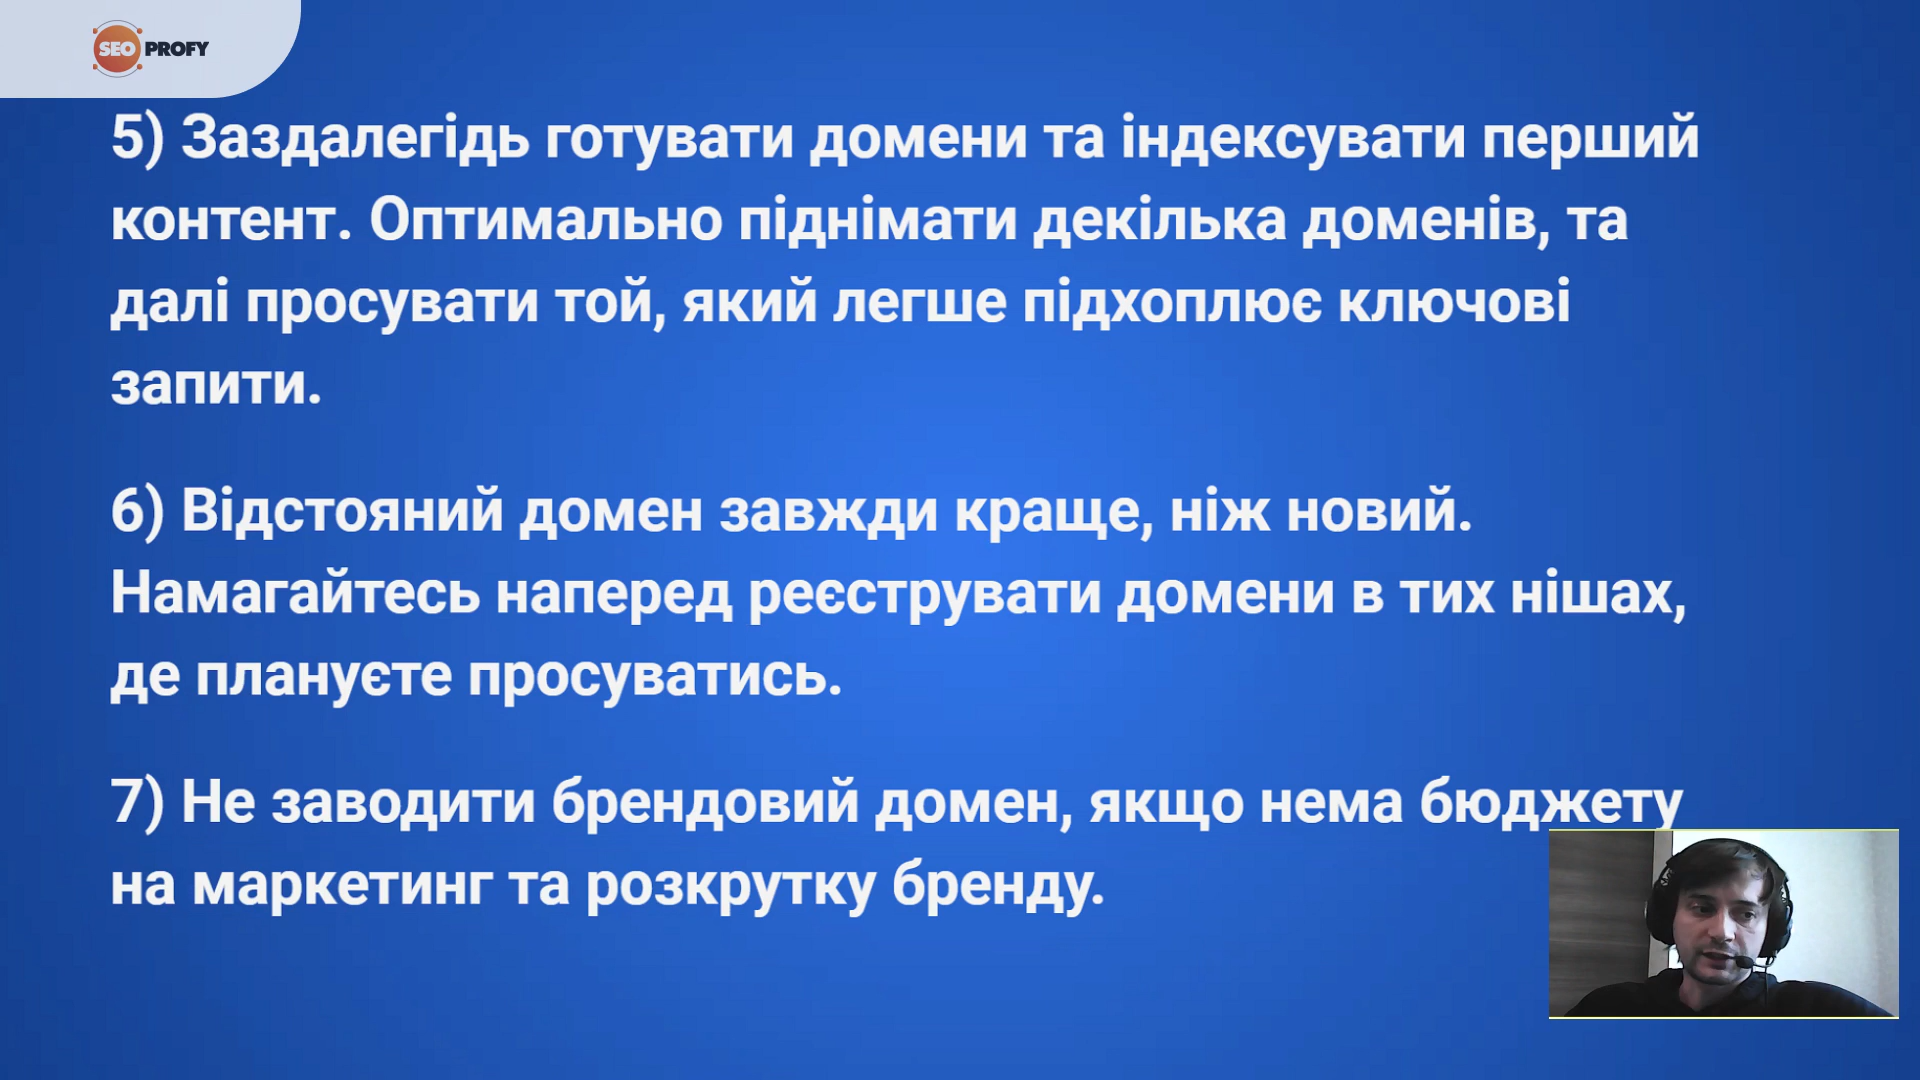 SEO PROFY
5) Заздалегідь готувати домени та індексувати перший
контент. Оптимально піднімати декілька доменів, та
далі просувати той, який легше підхоплює ключові
запити.
6) Відстояний домен завжди краще, ніж новий.
Намагайтесь наперед реєструвати домени в тих нішах,
де плануєте просуватись.
7) Не заводити брендовий домен, якщо нема бюджету
на маркетинг та розкрутку бренду.